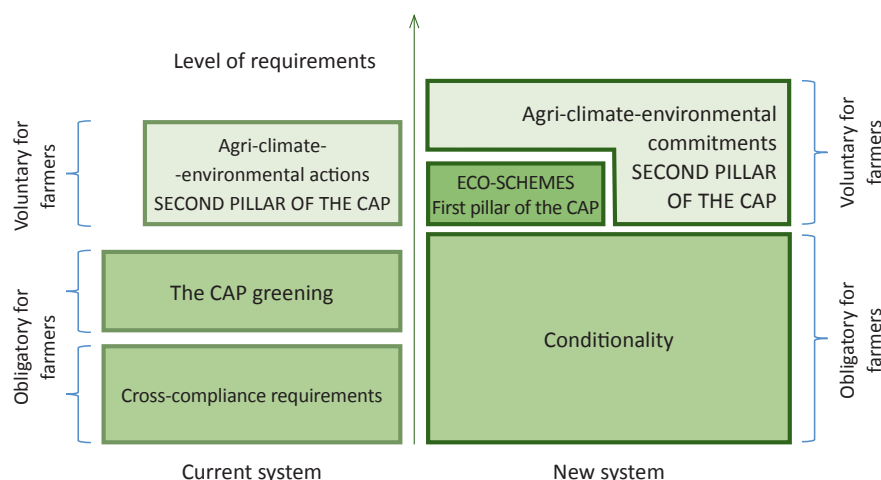 Level of requirements
Voluntary for
farmers
Agri-climate-
-environmental actions
SECOND PILLAR OF THE CAP
Obligatory for
farmers
The CAP greening
Cross-compliance requirements
Current system
Agri-climate-environmental
commitments
SECOND PILLAR
OF THE CAP
ECO-SCHEMES
First pillar of the CAP
Voluntary for
farmers
Conditionality
Obligatory for
farmers
New system